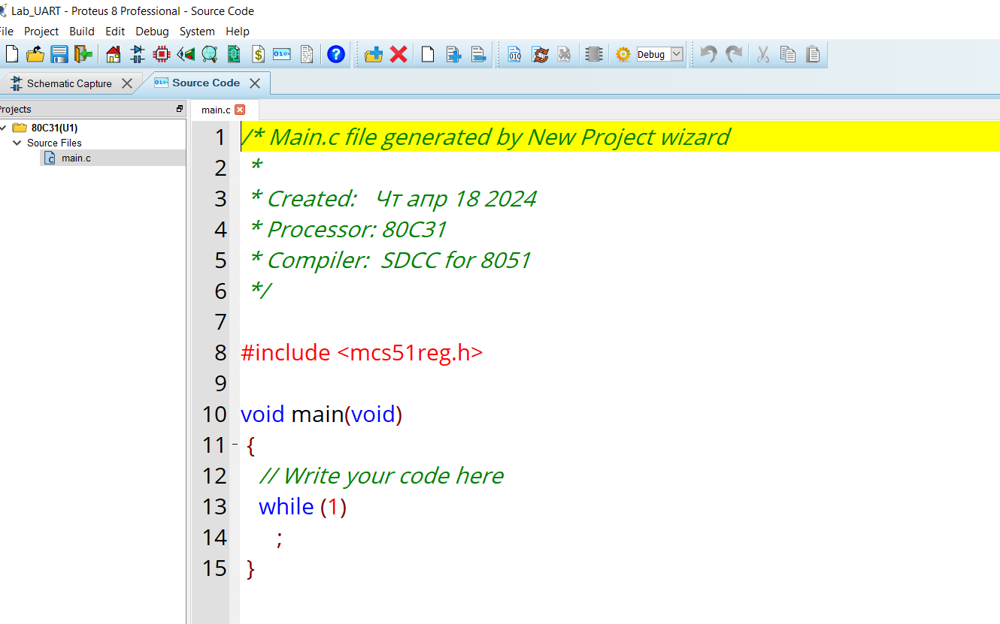 Lab_UART - Proteus 8 Professional - Source Code
File Project Build Edit Debug System Help
Debug
Schematic Capture
Source Code
Projects
80C31(U1)
Source Files
main.c
main.c
1 /* Main.c file generated by New Project wizard
2 *
3 * Created: Чт апр 18 2024
4 * Processor: 80C31
5 * Compiler: SDCC for 8051
6 */
7
8 #include <mcs51reg.h>
9
10 void main(void)
11 {
12 // Write your code here
13 while (1)
14 ;
15 }